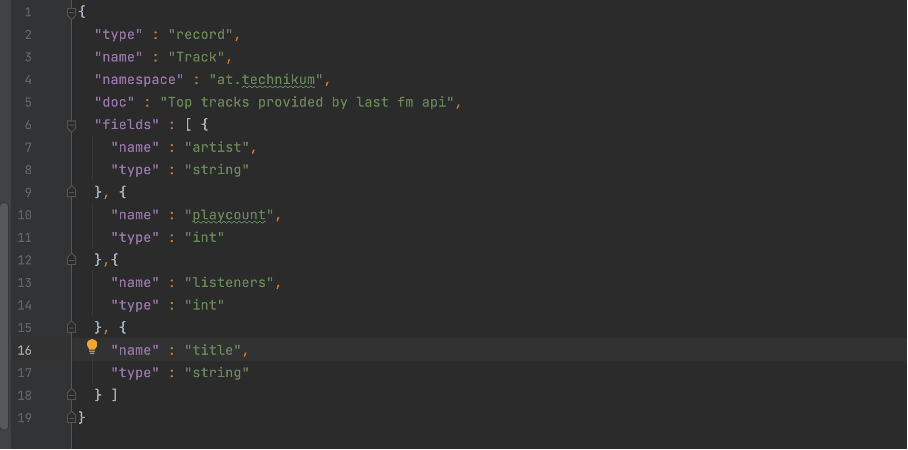 1 {
2 "type" : "record",
3 "name" : "Track",
4 "namespace" : "at.technikum",
5 "doc" : "Top tracks provided by last fm api",
6 "fields" : [ {
7 "name" : "artist",
8 "type" : "string"
9 }, {
10 "name" : "playcount",
11 "type" : "int"
12 },{
13 "name" : "listeners",
14 "type" : "int"
15 }, {
16 "name" : "title",
17 "type" : "string"
18 } ]
19 }